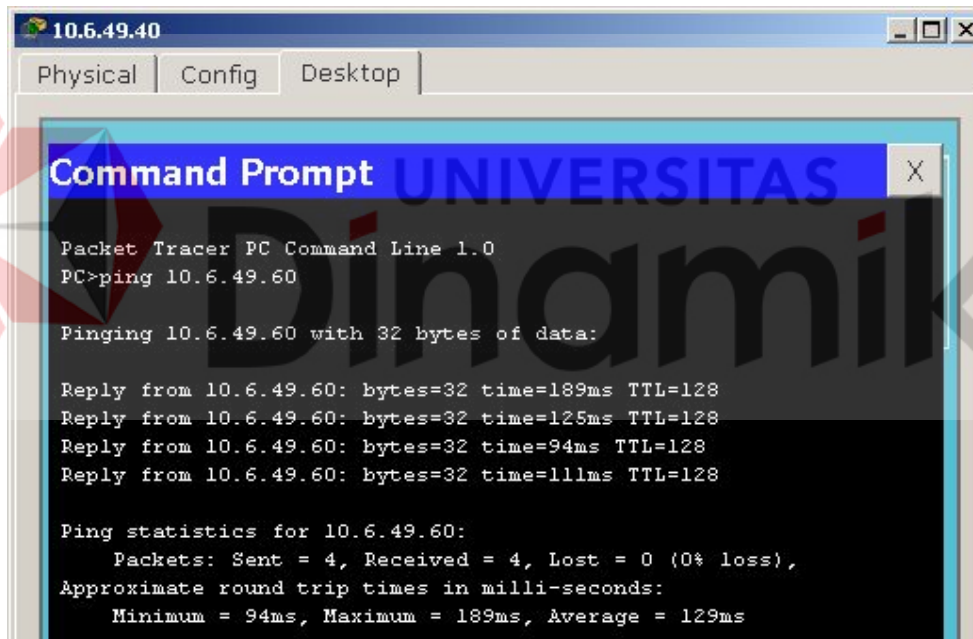 10.6.49.40
Physical Config Desktop
Command Prompt X
UNIVERSITAS
Dinamik
Packet Tracer PC Command Line 1.0
PC>ping 10.6.49.60
Pinging 10.6.49.60 with 32 bytes of data:
Reply from 10.6.49.60: bytes=32 time=189ms TTL=128
Reply from 10.6.49.60: bytes=32 time=125ms TTL=128
Reply from 10.6.49.60: bytes=32 time=94ms TTL=128
Reply from 10.6.49.60: bytes=32 time=111ms TTL=128
Ping statistics for 10.6.49.60:
Packets: Sent = 4, Received = 4, Lost = 0 (0% loss),
Approximate round trip times in milli-seconds:
Minimum = 94ms, Maximum = 189ms, Average = 129ms